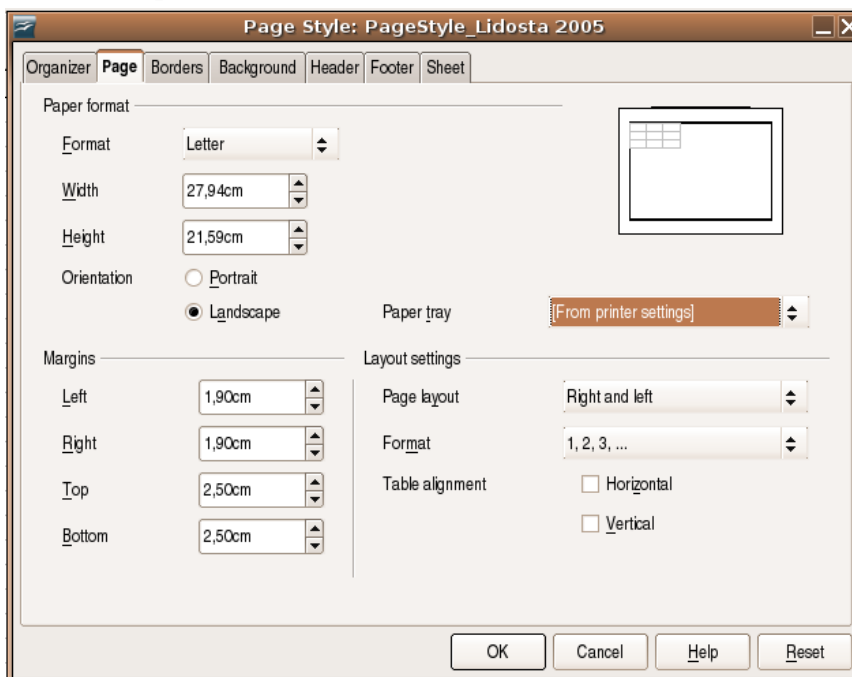 Page Style: PageStyle_Lidosta 2005
Organizer Page Borders Background Header Footer Sheet
Paper format
Format Letter
Width 27,94cm
Height 21,59cm
Orientation Portrait
Landscape Paper tray [From printer settings]
Margins Layout settings
Left 1,90cm Page layout Right and left
Right 1,90cm Format 1, 2, 3, ...
Top 2,50cm Table alignment Horizontal
Bottom 2,50cm Vertical
OK Cancel Help Reset